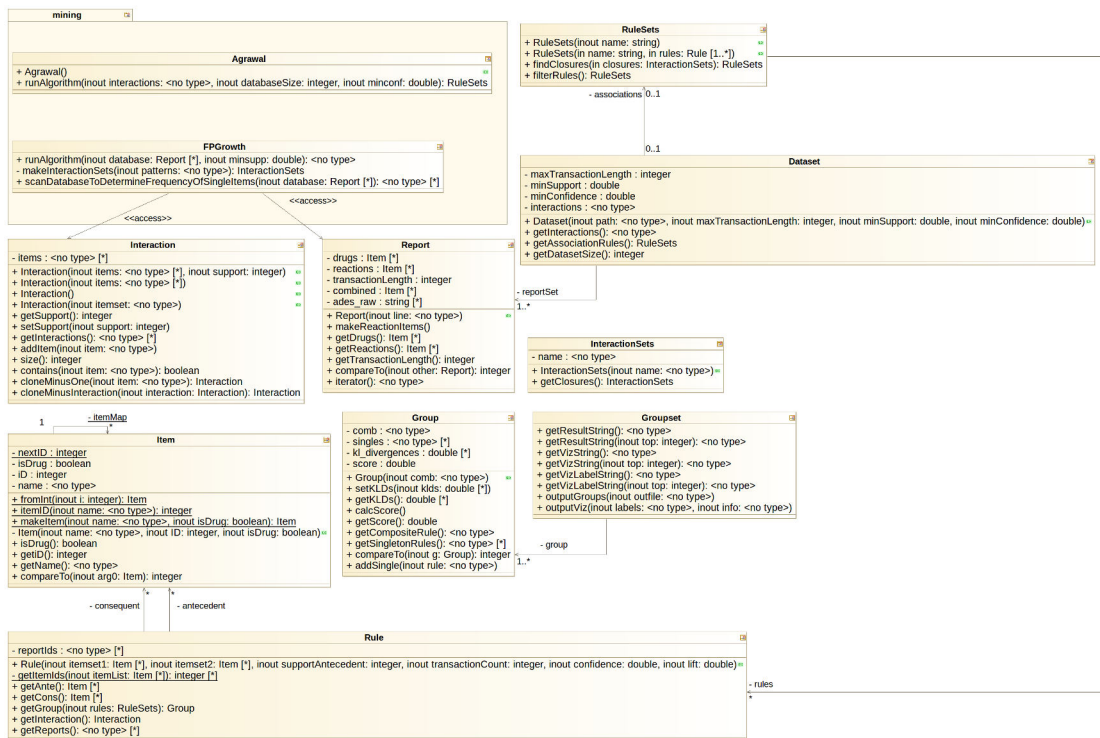 mining
Agrawal
+ Agrawal()
+ runAlgorithm(inout interactions: <no type>, inout databaseSize: integer, inout minconf: double): RuleSets
FPGrowth
+ runAlgorithm(inout database: Report [*], inout minsupp: double): <no type>
- makeInteractionSets(inout patterns: <no type>): InteractionSets
+ scanDatabaseToDetermineFrequencyOfSingleItems(inout database: Report [*]): <no type> [*]
<<access>>
<<access>>
RuleSets
+ RuleSets(inout name: string)
+ RuleSets(in name: string, in rules: Rule [1..*])
+ findClosures(in closures: InteractionSets): RuleSets
+ filterRules(): RuleSets
- associations
0..1
0..1
Dataset
- maxTransactionLength : integer
- minSupport : double
- minConfidence : double
- interactions : <no type>
+ Dataset(inout path: <no type>, inout maxTransactionLength: integer, inout minSupport: double, inout minConfidence: double)
+ getInteractions(): <no type>
+ getAssociationRules(): RuleSets
+ getDatasetSize(): integer
- reportSet
1..*
Interaction
- items : <no type> [*]
+ Interaction(inout items: <no type> [*], inout support: integer)
+ Interaction(inout items: <no type> [*])
+ Interaction()
+ Interaction(inout itemset: <no type>)
+ getSupport(): integer
+ setSupport(inout support: integer)
+ getInteractions(): <no type> [*]
+ addItem(inout item: <no type>)
+ size(): integer
+ contains(inout item: <no type>): boolean
+ cloneMinusOne(inout item: <no type>): Interaction
+ cloneMinusInteraction(inout interaction: Interaction): Interaction
Report
- drugs : Item [*]
- reactions : Item [*]
- transactionLength : integer
- combined : Item [*]
- ades_raw : string [*]
+ Report(inout line: <no type>)
+ makeReactionItems()
+ getDrugs(): Item [*]
+ getReactions(): Item [*]
+ getTransactionLength(): integer
+ compareTo(inout other: Report): integer
+ iterator(): <no type>
InteractionSets
- name : <no type>
+ InteractionSets(inout name: <no type>)
+ getClosures(): InteractionSets
- itemMap
1
*
Item
- nextID : integer
- isDrug : boolean
- iD : integer
- name : <no type>
+ fromInt(inout i: integer): Item
+ itemID(inout name: <no type>): integer
+ makeItem(inout name: <no type>, inout isDrug: boolean): Item
- Item(inout name: <no type>, inout ID: integer, inout isDrug: boolean)
+ isDrug(): boolean
+ getiD(): integer
+ getName(): <no type>
+ compareTo(inout arg0: Item): integer
Group
- comb : <no type>
- singles : <no type> [*]
- kl_divergences : double [*]
- score : double
+ Group(inout comb: <no type>)
+ setKLDs(inout klds: double [*])
+ getKLDs(): double [*]
+ calcScore()
+ getScore(): double
+ getCompositeRule(): <no type>
+ getSingletonRules(): <no type> [*]
+ compareTo(inout g: Group): integer
+ addSingle(inout rule: <no type>)
Groupset
+ getResultString(): <no type>
+ getResultString(inout top: integer): <no type>
+ getVizString(): <no type>
+ getVizString(inout top: integer): <no type>
+ getVizLabelString(): <no type>
+ getVizLabelString(inout top: integer): <no type>
+ outputGroups(inout outfile: <no type>)
+ outputViz(inout labels: <no type>, inout info: <no type>)
- group
1..*
- consequent
*
*
- antecedent
Rule
- reportIds : <no type> [*]
+ Rule(inout itemset1: Item [*], inout itemset2: Item [*], inout supportAntecedent: integer, inout transactionCount: integer, inout confidence: double, inout lift: double)
- getItemIds(inout itemList: Item [*]): integer [*]
+ getAnte(): Item [*]
+ getCons(): Item [*]
+ getGroup(inout rules: RuleSets): Group
+ getInteraction(): Interaction
+ getReports(): <no type> [*]
- rules
*